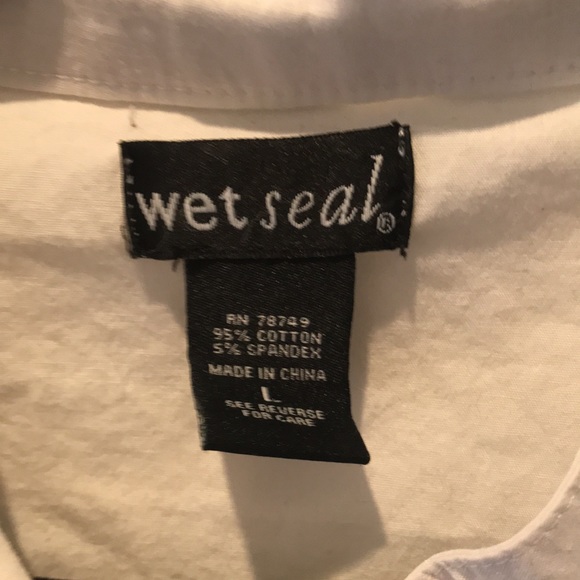 wet seal®
RN 78749
95% COTTON
5% SPANDEX
MADE IN CHINA
L
SEE REVERSE
FOR CARE